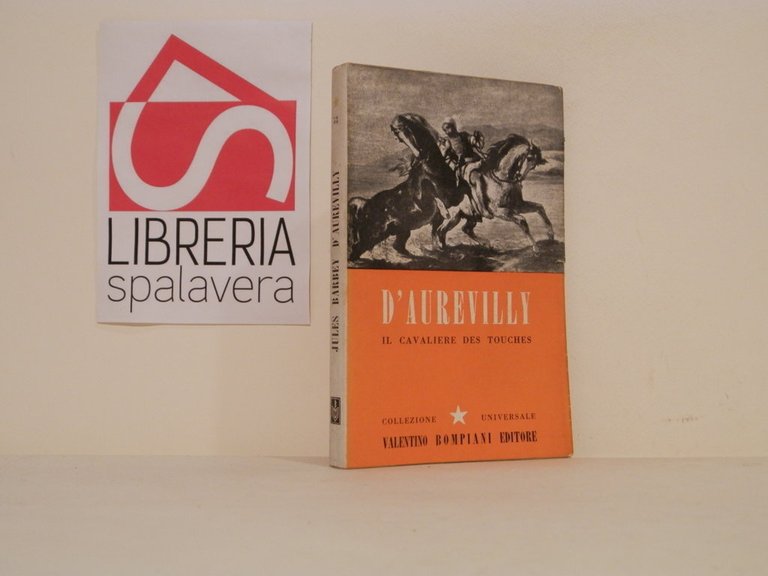 LIBRERIA
spalavera
JULES BARBEY D'AUREVILLY
D'AUREVILLY
IL CAVALIERE DES TOUCHES
COLLEZIONE UNIVERSALE
VALENTINO BOMPIANI EDITORE